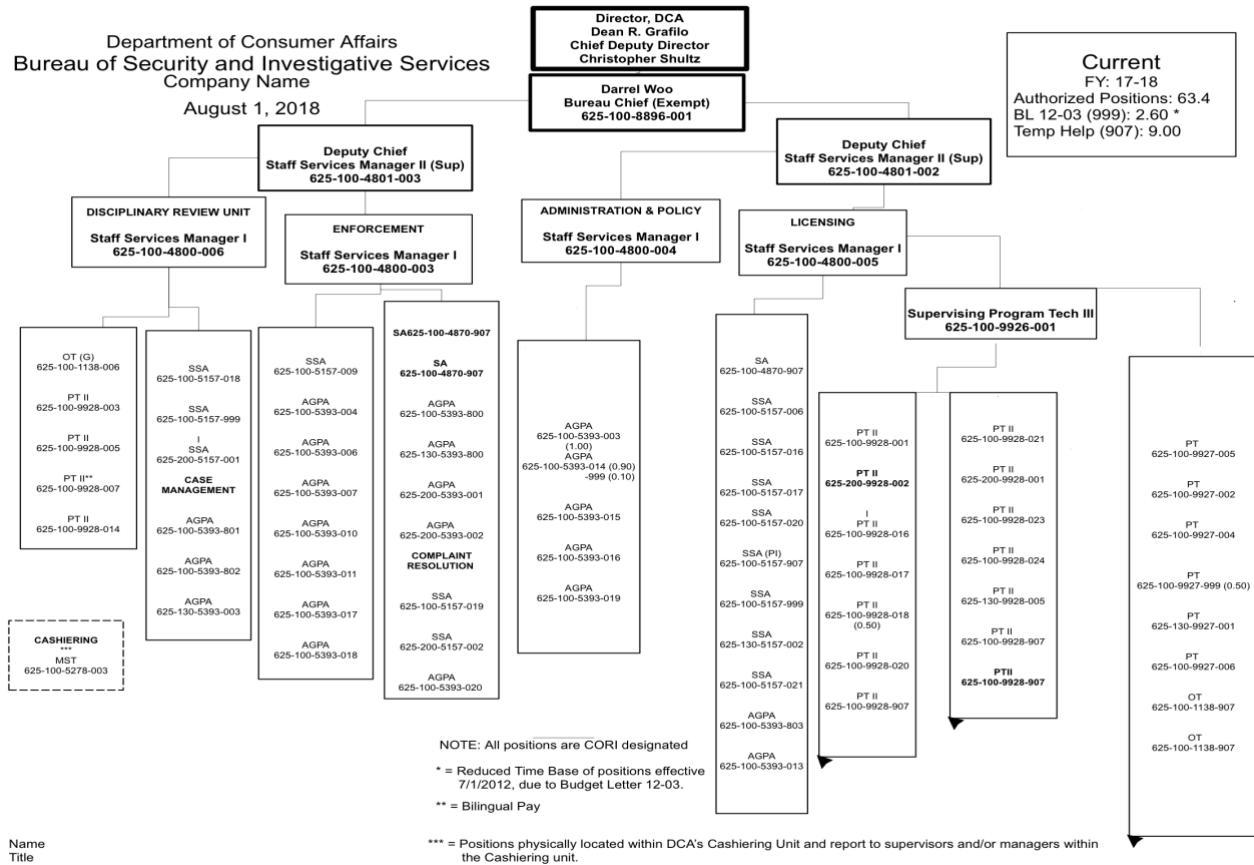 Department of Consumer Affairs
Bureau of Security and Investigative Services
Company Name
August 1, 2018
Director, DCA
Dean R. Grafilo
Chief Deputy Director
Christopher Shultz
Darrel Woo
Bureau Chief (Exempt)
625-100-8896-001
Current
FY: 17-18
Authorized Positions: 63.4
BL 12-03 (999): 2.60 *
Temp Help (907): 9.00
Deputy Chief
Staff Services Manager II (Sup)
625-100-4801-003
Deputy Chief
Staff Services Manager II (Sup)
625-100-4801-002
DISCIPLINARY REVIEW UNIT
Staff Services Manager I
625-100-4800-006
ENFORCEMENT
Staff Services Manager I
625-100-4800-003
ADMINISTRATION & POLICY
Staff Services Manager I
625-100-4800-004
LICENSING
Staff Services Manager I
625-100-4800-005
Supervising Program Tech III
625-100-9926-001
OT (G)
625-100-1138-006
PT II
625-100-9928-003
PT II
625-100-9928-005
PT II**
625-100-9928-007
PT II
625-100-9928-014
SSA
625-100-5157-018
SSA
625-100-5157-999
I
SSA
625-200-5157-001
CASE
MANAGEMENT
AGPA
625-100-5393-801
AGPA
625-100-5393-802
AGPA
625-130-5393-003
SSA
625-100-5157-009
AGPA
625-100-5393-004
AGPA
625-100-5393-006
AGPA
625-100-5393-007
AGPA
625-100-5393-010
AGPA
625-100-5393-011
AGPA
625-100-5393-017
AGPA
625-100-5393-018
SA625-100-4870-907
SA
625-100-4870-907
AGPA
625-100-5393-800
AGPA
625-130-5393-800
AGPA
625-200-5393-001
AGPA
625-200-5393-002
COMPLAINT
RESOLUTION
SSA
625-100-5157-019
SSA
625-200-5157-002
AGPA
625-100-5393-020
AGPA
625-100-5393-003
(1.00)
AGPA
625-100-5393-014 (0.90)
-999 (0.10)
AGPA
625-100-5393-015
AGPA
625-100-5393-016
AGPA
625-100-5393-019
SA
625-100-4870-907
SSA
625-100-5157-006
SSA
625-100-5157-016
SSA
625-100-5157-017
SSA
625-100-5157-020
SSA (PI)
625-100-5157-907
SSA
625-100-5157-999
SSA
625-130-5157-002
SSA
625-100-5157-021
AGPA
625-100-5393-803
AGPA
625-100-5393-013
PT II
625-100-9928-001
PT II
625-200-9928-002
I
PT II
625-100-9928-016
PT II
625-100-9928-017
PT II
625-100-9928-018
(0.50)
PT II
625-100-9928-020
PT II
625-100-9928-907
PT II
625-100-9928-021
PT II
625-200-9928-001
PT II
625-100-9928-023
PT II
625-100-9928-024
PT II
625-130-9928-005
PT II
625-100-9928-907
PTII
625-100-9928-907
PT
625-100-9927-005
PT
625-100-9927-002
PT
625-100-9927-004
PT
625-100-9927-999 (0.50)
PT
625-130-9927-001
PT
625-100-9927-006
OT
625-100-1138-907
OT
625-100-1138-907
CASHIERING
***
MST
625-100-5278-003
NOTE: All positions are CORI designated
* = Reduced Time Base of positions effective
7/1/2012, due to Budget Letter 12-03.
** = Bilingual Pay
*** = Positions physically located within DCA's Cashiering Unit and report to supervisors and/or managers within
the Cashiering unit.
Name
Title